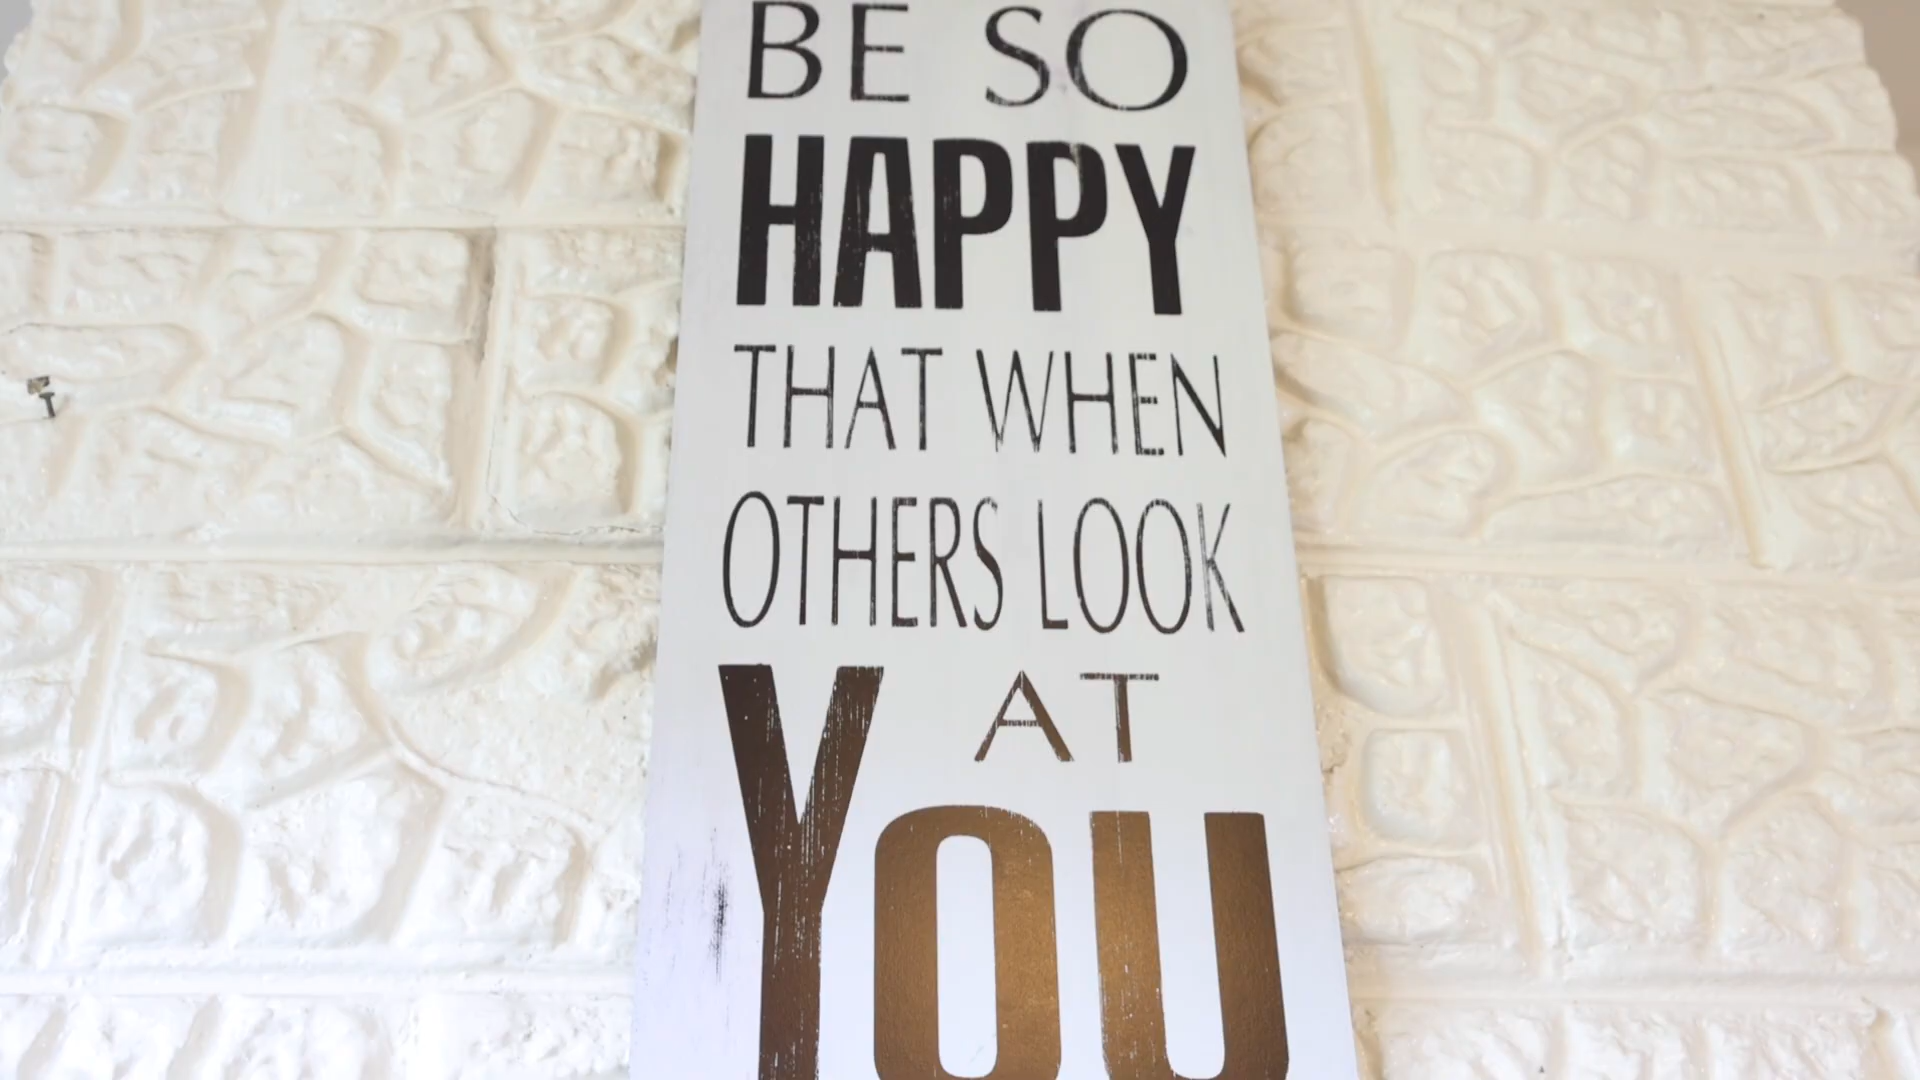 BE SO
HAPPY
THAT WHEN
OTHERS LOOK
AT
YOU